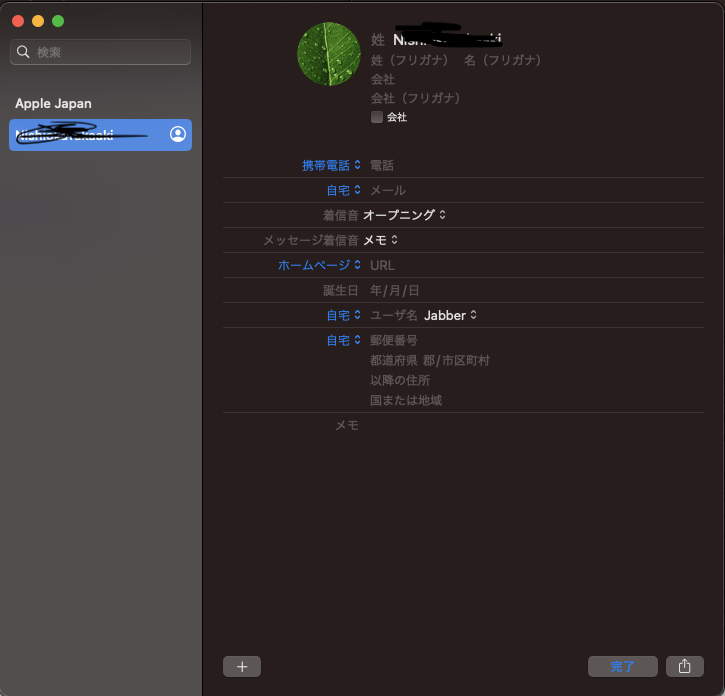 検索
Apple Japan
姓
姓（フリガナ） 名（フリガナ）
会社
会社（フリガナ）
会社
携帯電話 電話
自宅 メール
着信音 オープニング
メッセージ着信音 メモ
ホームページ URL
誕生日 年/月/日
自宅 ユーザ名 Jabber
自宅 郵便番号
都道府県 郡/市区町村
以降の住所
国または地域
メモ
完了